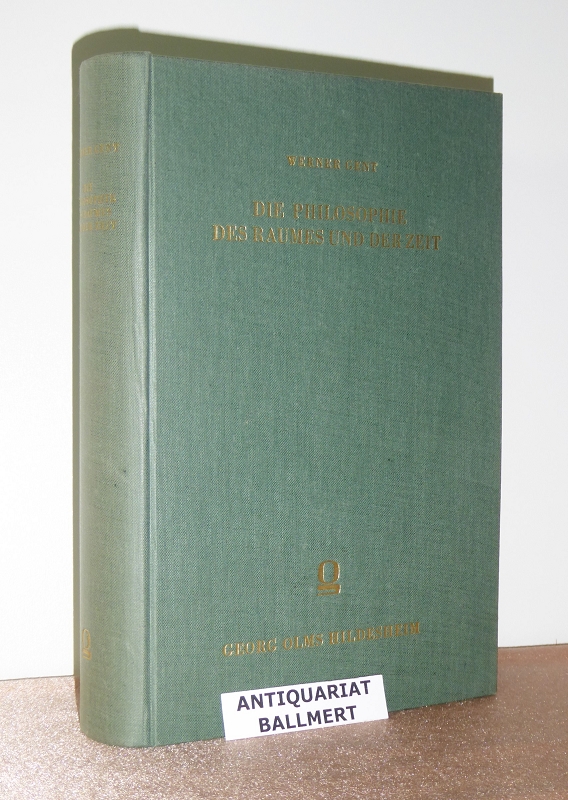 WERNER GENT
DIE PHILOSOPHIE
DES RAUMES UND DER ZEIT
GEORG OLMS HILDESHEIM
ANTIQUARIAT
BALLMERT